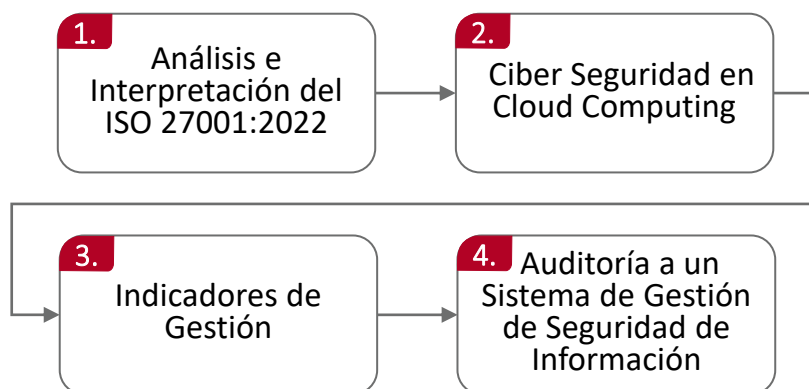 1.
Análisis e
Interpretación del
ISO 27001:2022
2.
Ciber Seguridad en
Cloud Computing
3.
Indicadores de
Gestión
4.
Auditoría a un
Sistema de Gestión
de Seguridad de
Información